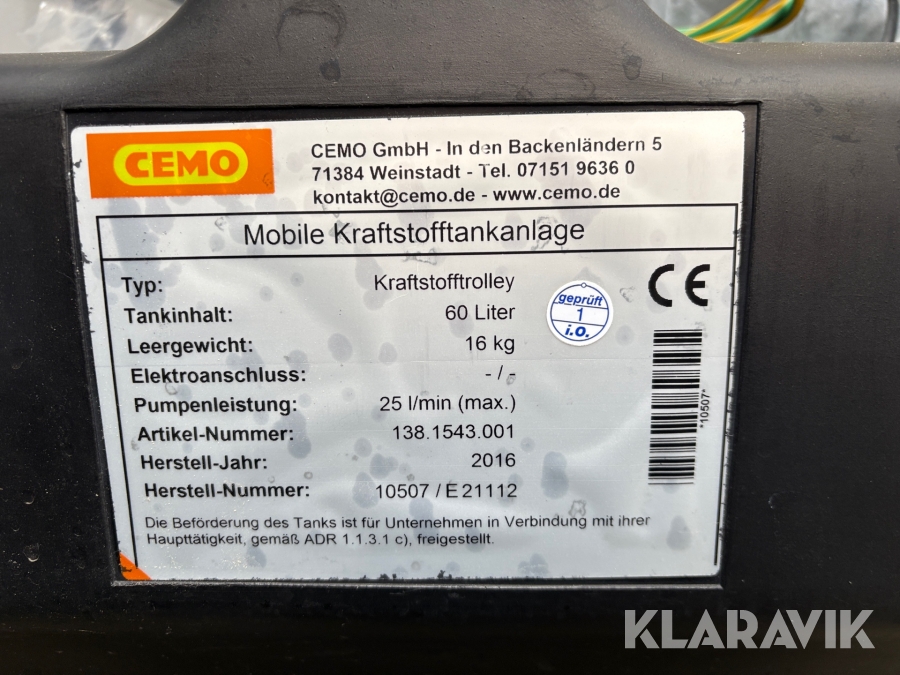 CEMO
CEMO GmbH - In den Backenländern 5
71384 Weinstadt - Tel. 07151 9636 0
kontakt@cemo.de - www.cemo.de
Mobile Kraftstofftankanlage
Typ: Kraftstofftrolley
Tankinhalt: 60 Liter
Leergewicht: 16 kg
Elektroanschluss: - / -
Pumpenleistung: 25 l/min (max.)
Artikel-Nummer: 138.1543.001
Herstell-Jahr: 2016
Herstell-Nummer: 10507 / E 21112
geprüft
1
i.O.
CE
*10507*
Die Beförderung des Tanks ist für Unternehmen in Verbindung mit ihrer
Haupttätigkeit, gemäß ADR 1.1.3.1 c), freigestellt.
KLARAVIK